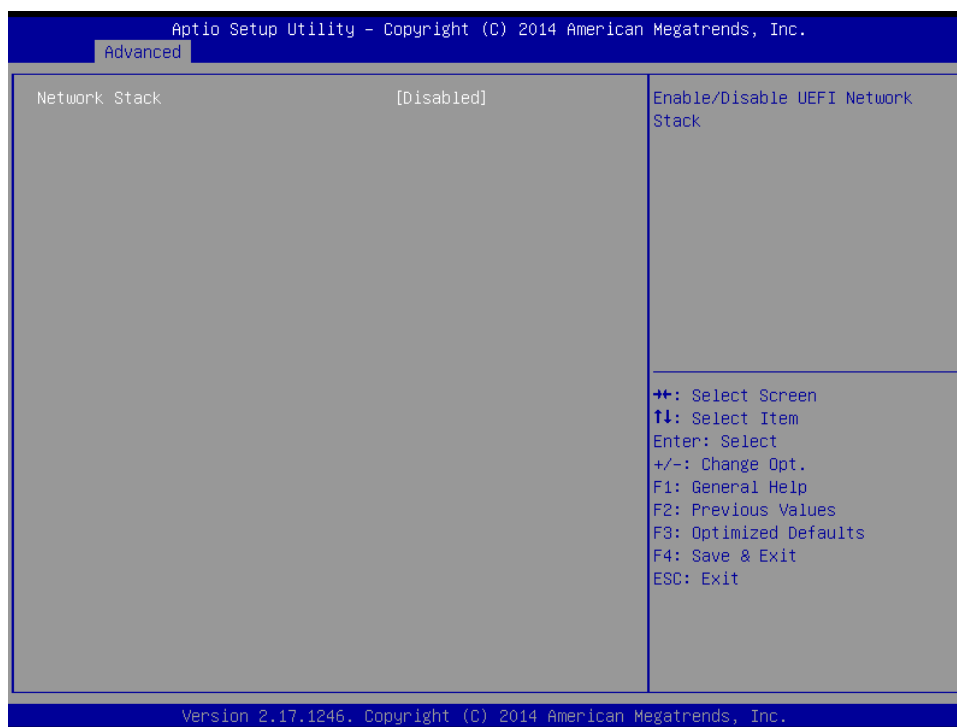 Aptio Setup Utility – Copyright (C) 2014 American Megatrends, Inc.
Advanced
Network Stack [Disabled]
Enable/Disable UEFI Network
Stack
→←: Select Screen
↑↓: Select Item
Enter: Select
+/-: Change Opt.
F1: General Help
F2: Previous Values
F3: Optimized Defaults
F4: Save & Exit
ESC: Exit
Version 2.17.1246. Copyright (C) 2014 American Megatrends, Inc.